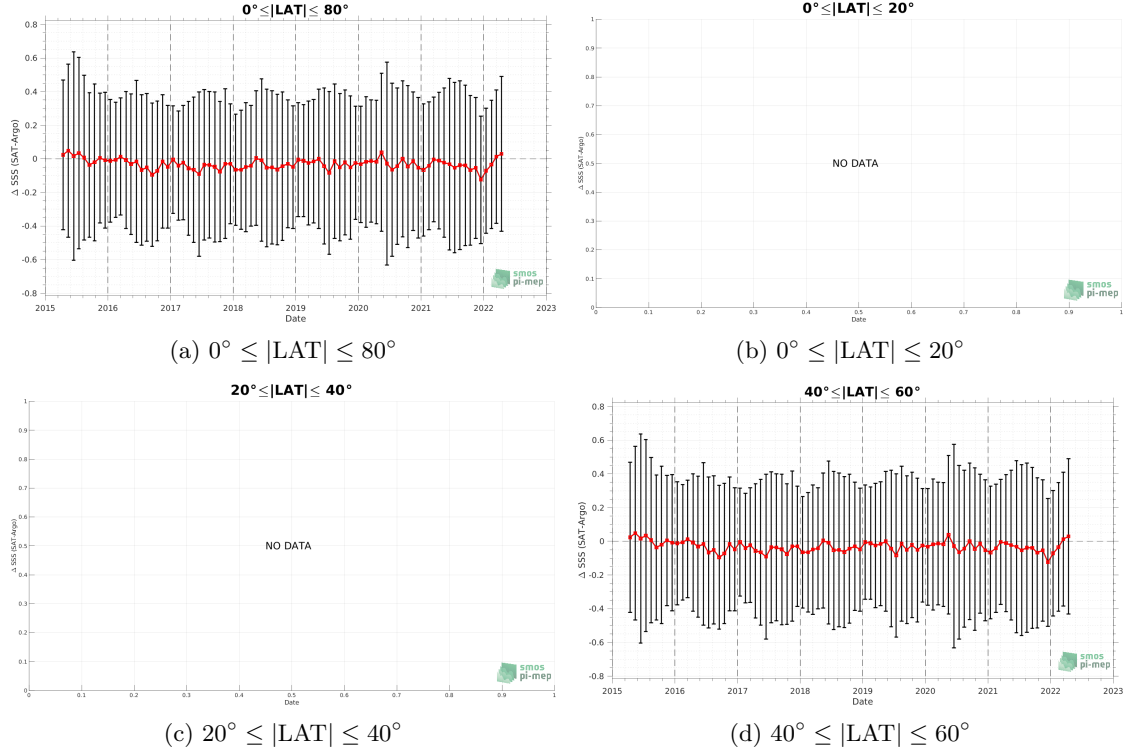 0°≤|LAT|≤ 80°
Δ SSS (SAT-Argo)
0.8
0.6
0.4
0.2
0
-0.2
-0.4
-0.6
-0.8
2015 2016 2017 2018 2019 2020 2021 2022 2023
Date
smos
pi-mep
(a) 0° ≤ |LAT| ≤ 80°
0°≤|LAT|≤ 20°
Δ SSS (SAT-Argo)
1
0.9
0.8
0.7
0.6
0.5
0.4
0.3
0.2
0.1
0
NO DATA
0 0.1 0.2 0.3 0.4 0.5 0.6 0.7 0.8 0.9 1
Date
smos
pi-mep
(b) 0° ≤ |LAT| ≤ 20°
20°≤|LAT|≤ 40°
Δ SSS (SAT-Argo)
1
0.9
0.8
0.7
0.6
0.5
0.4
0.3
0.2
0.1
0
NO DATA
0 0.1 0.2 0.3 0.4 0.5 0.6 0.7 0.8 0.9 1
Date
smos
pi-mep
(c) 20° ≤ |LAT| ≤ 40°
40°≤|LAT|≤ 60°
Δ SSS (SAT-Argo)
0.8
0.6
0.4
0.2
0
-0.2
-0.4
-0.6
-0.8
2015 2016 2017 2018 2019 2020 2021 2022 2023
Date
smos
pi-mep
(d) 40° ≤ |LAT| ≤ 60°